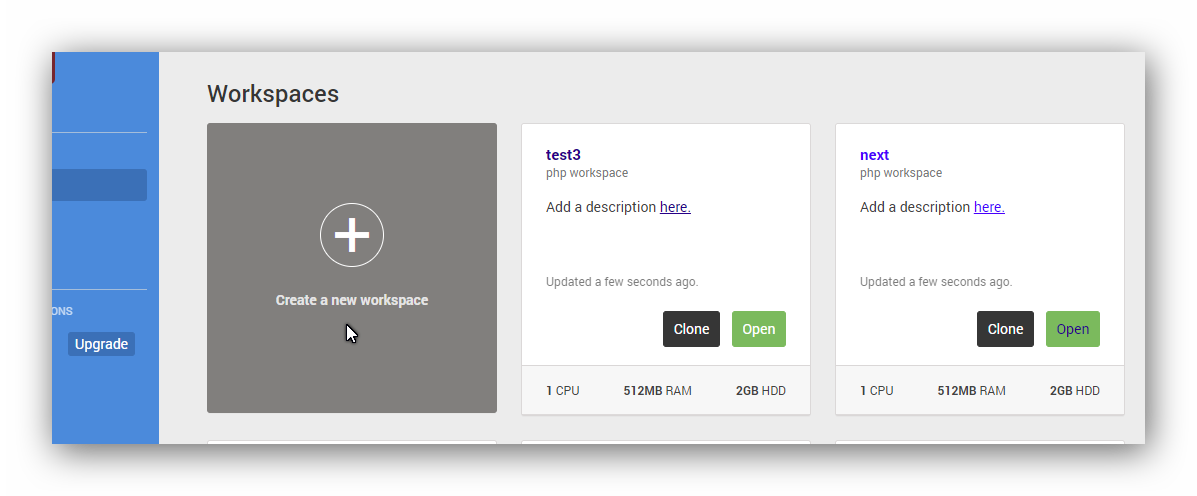 Workspaces
Create a new workspace
test3
php workspace
Add a description here.
Updated a few seconds ago.
Clone
Open
1 CPU
512MB RAM
2GB HDD
next
php workspace
Add a description here.
Updated a few seconds ago.
Clone
Open
1 CPU
512MB RAM
2GB HDD
ONS
Upgrade